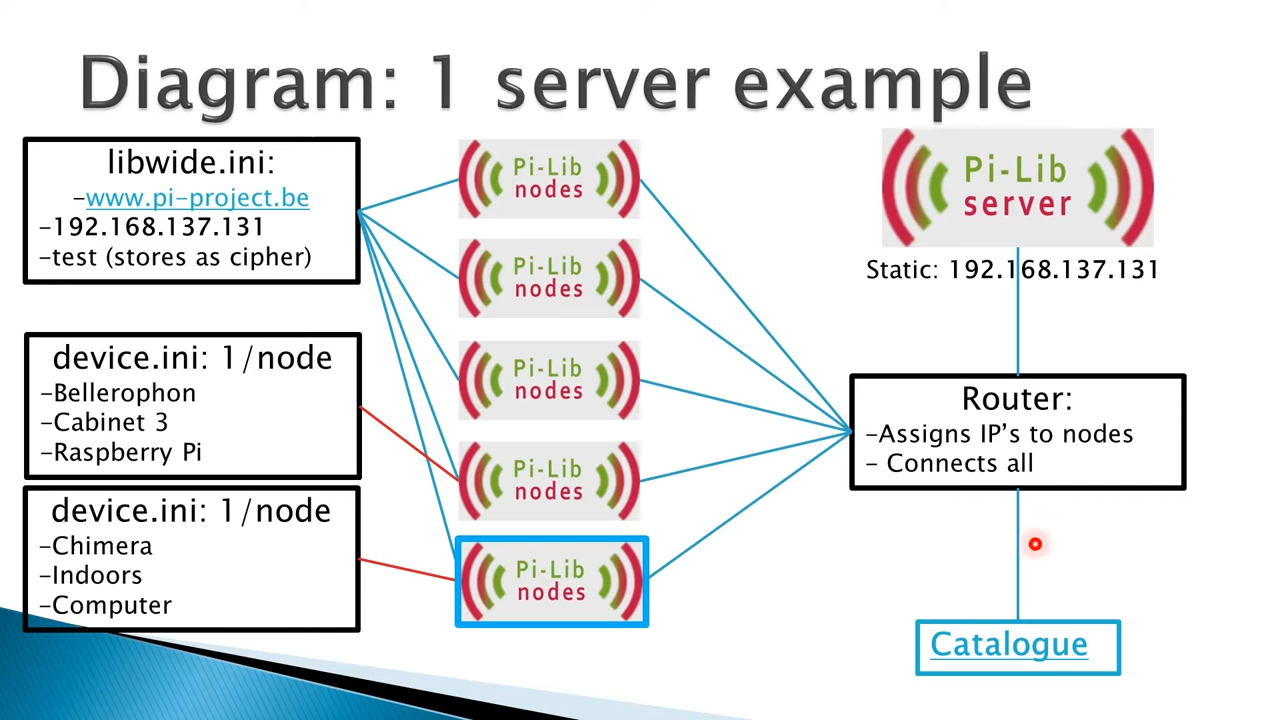 Diagram: 1 server example
libwide.ini:
-www.pi-project.be
-192.168.137.131
-test (stores as cipher)
device.ini: 1/node
-Bellerophon
-Cabinet 3
-Raspberry Pi
device.ini: 1/node
-Chimera
-Indoors
-Computer
Pi-Lib
nodes
Pi-Lib
nodes
Pi-Lib
nodes
Pi-Lib
nodes
Pi-Lib
nodes
Pi-Lib
server
Static: 192.168.137.131
Router:
-Assigns IP’s to nodes
- Connects all
Catalogue